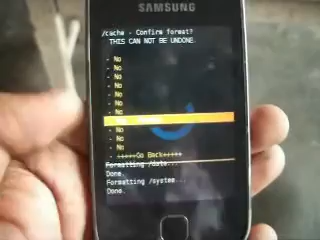 SAMSUNG
/cache - Confirm format?
THIS CAN NOT BE UNDONE.
- No
- No
- No
- No
- No
- No
- No
- No
- No
- No
- +++++Go Back+++++
Formatting /data...
Done.
Formatting /system...
Done.